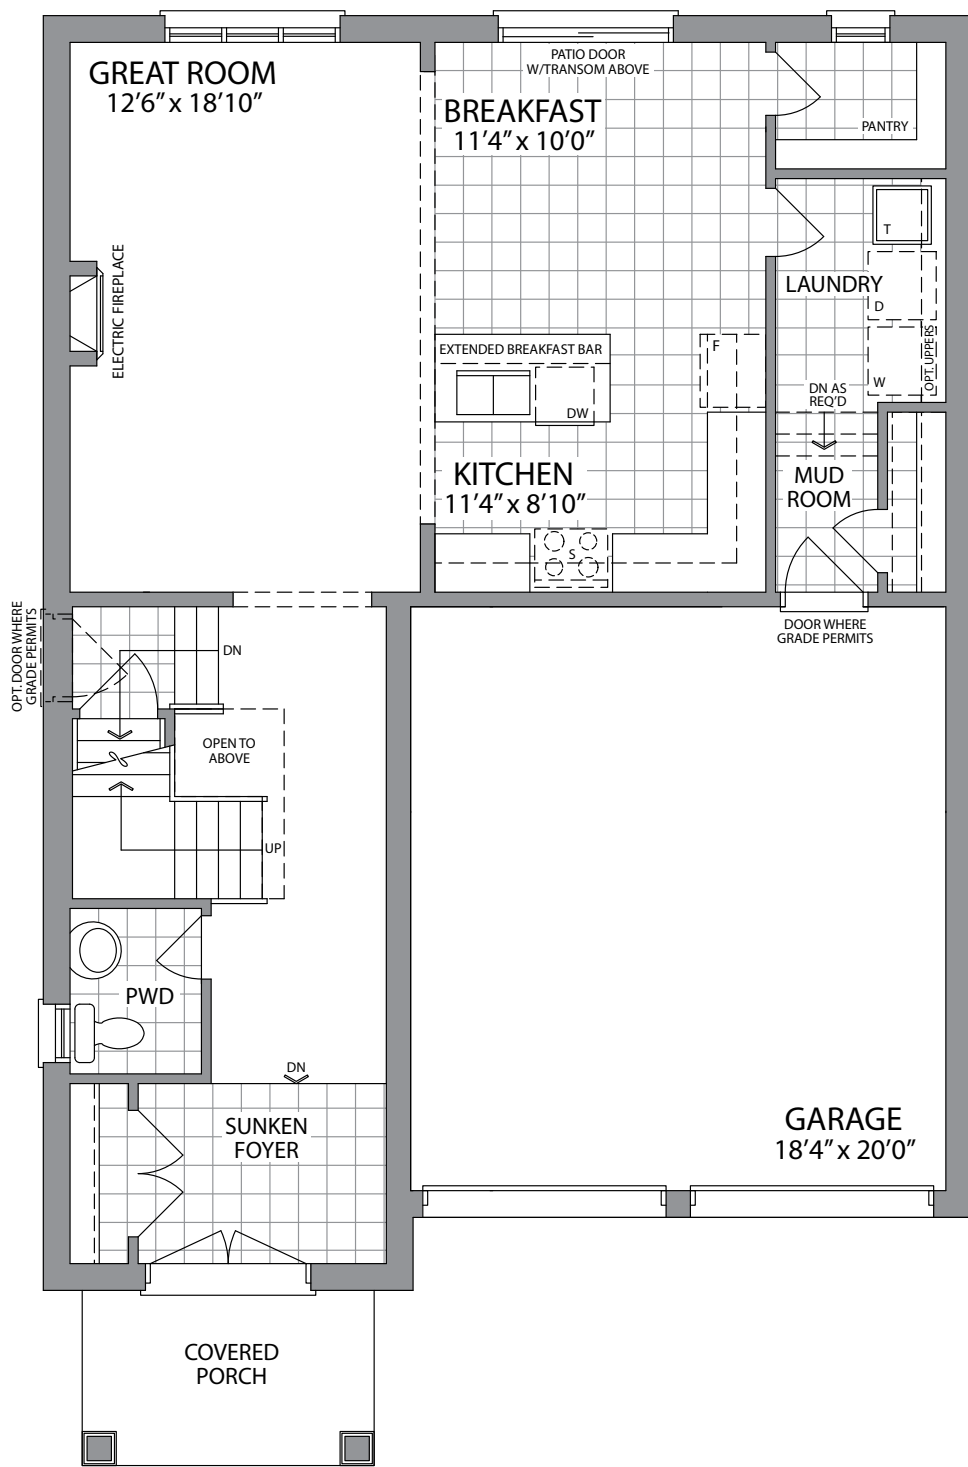 GREAT ROOM
12'6" x 18'10"
PATIO DOOR
W/TRANSOM ABOVE
BREAKFAST
11'4" x 10'0"
PANTRY
ELECTRIC FIREPLACE
T
LAUNDRY
D
W
OPT. UPPERS
EXTENDED BREAKFAST BAR
F
DW
DN AS
REQ'D
KITCHEN
11'4" x 8'10"
MUD
ROOM
S
OPT. DOOR WHERE
GRADE PERMITS
DOOR WHERE
GRADE PERMITS
DN
OPEN TO
ABOVE
UP
PWD
DN
SUNKEN
FOYER
GARAGE
18'4" x 20'0"
COVERED
PORCH